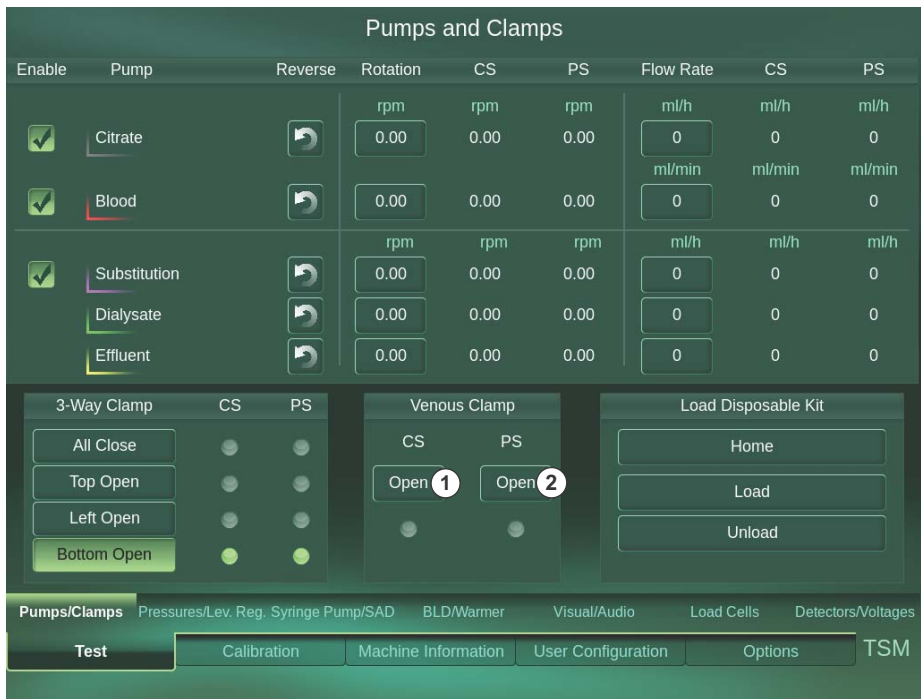 Pumps and Clamps
Enable Pump Reverse Rotation CS PS Flow Rate CS PS
rpm rpm rpm ml/h ml/h ml/h
Citrate 0.00 0.00 0.00 0 0 0
ml/min ml/min ml/min
Blood 0.00 0.00 0.00 0 0 0
rpm rpm rpm ml/h ml/h ml/h
Substitution 0.00 0.00 0.00 0 0 0
Dialysate 0.00 0.00 0.00 0 0 0
Effluent 0.00 0.00 0.00 0 0 0
3-Way Clamp CS PS
All Close
Top Open
Left Open
Bottom Open
Venous Clamp
CS PS
Open 1 Open 2
Load Disposable Kit
Home
Load
Unload
Pumps/Clamps Pressures/Lev. Reg. Syringe Pump/SAD BLD/Warmer Visual/Audio Load Cells Detectors/Voltages
Test Calibration Machine Information User Configuration Options TSM